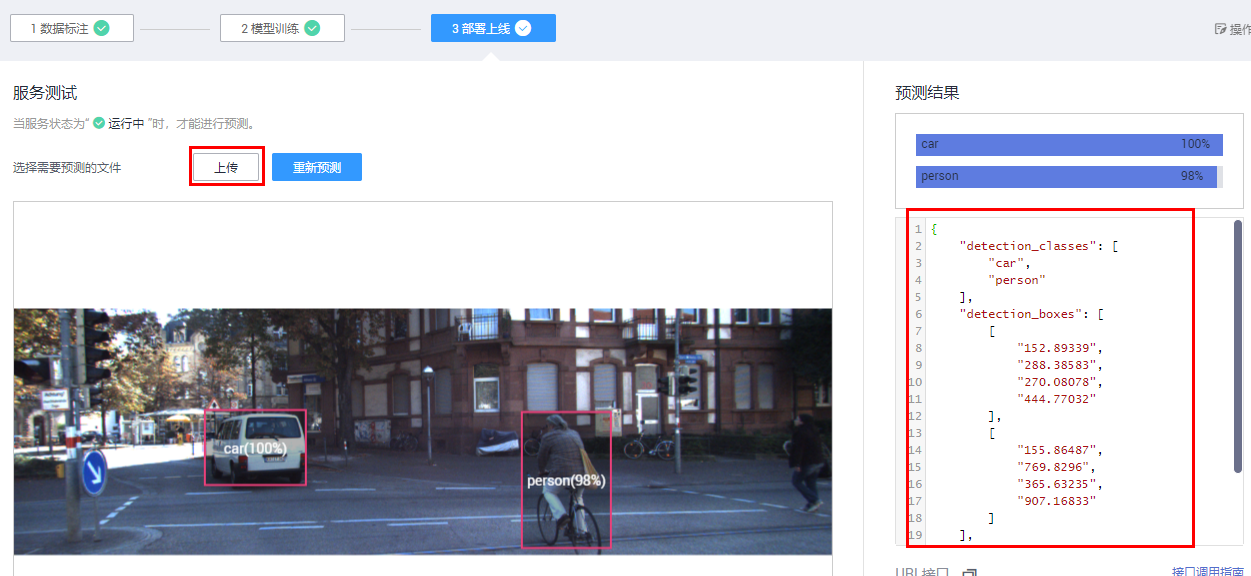 1 数据标注
2 模型训练
3 部署上线
操作
服务测试
当服务状态为“ 运行中 ”时，才能进行预测。
选择需要预测的文件
上传
重新预测
car(100%)
person(98%)
预测结果
car 100%
person 98%
1 {
2 "detection_classes": [
3 "car",
4 "person"
5 ],
6 "detection_boxes": [
7 [
8 "152.89339",
9 "288.38583",
10 "270.08078",
11 "444.77032"
12 ],
13 [
14 "155.86487",
15 "769.8296",
16 "365.63235",
17 "907.16833"
18 ]
19 ],
URL接口
接口调用指南